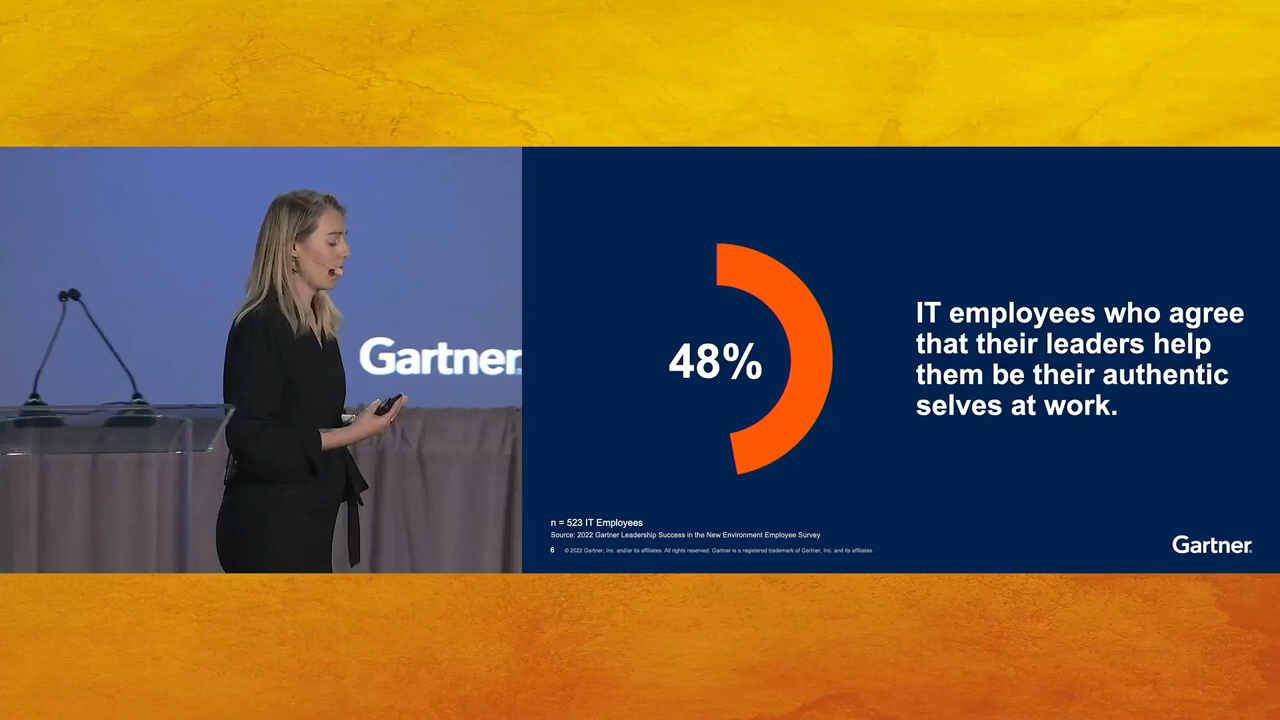 Gartner.
48%
IT employees who agree
that their leaders help
them be their authentic
selves at work.
n = 523 IT Employees
Source: 2022 Gartner Leadership Success in the New Environment Employee Survey
6 © 2022 Gartner, Inc. and/or its affiliates. All rights reserved. Gartner is a registered trademark of Gartner, Inc. and its affiliates.
Gartner®